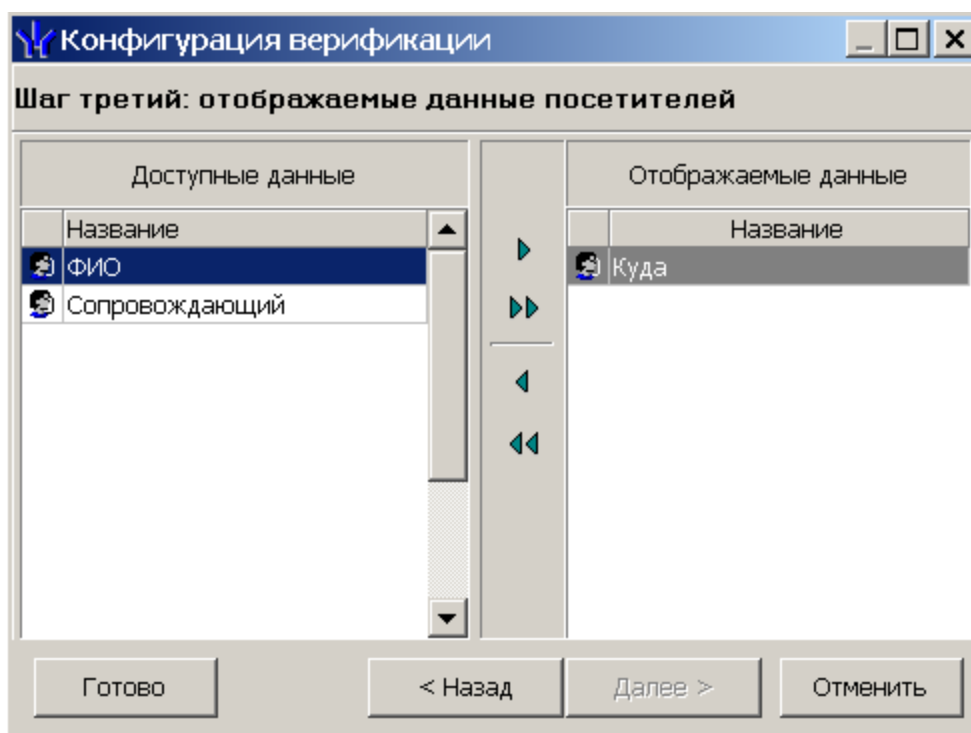 Конфигурация верификации
Шаг третий: отображаемые данные посетителей
Доступные данные
Отображаемые данные
Название
Название
ФИО
Куда
Сопровождающий
Готово
< Назад
Далее >
Отменить